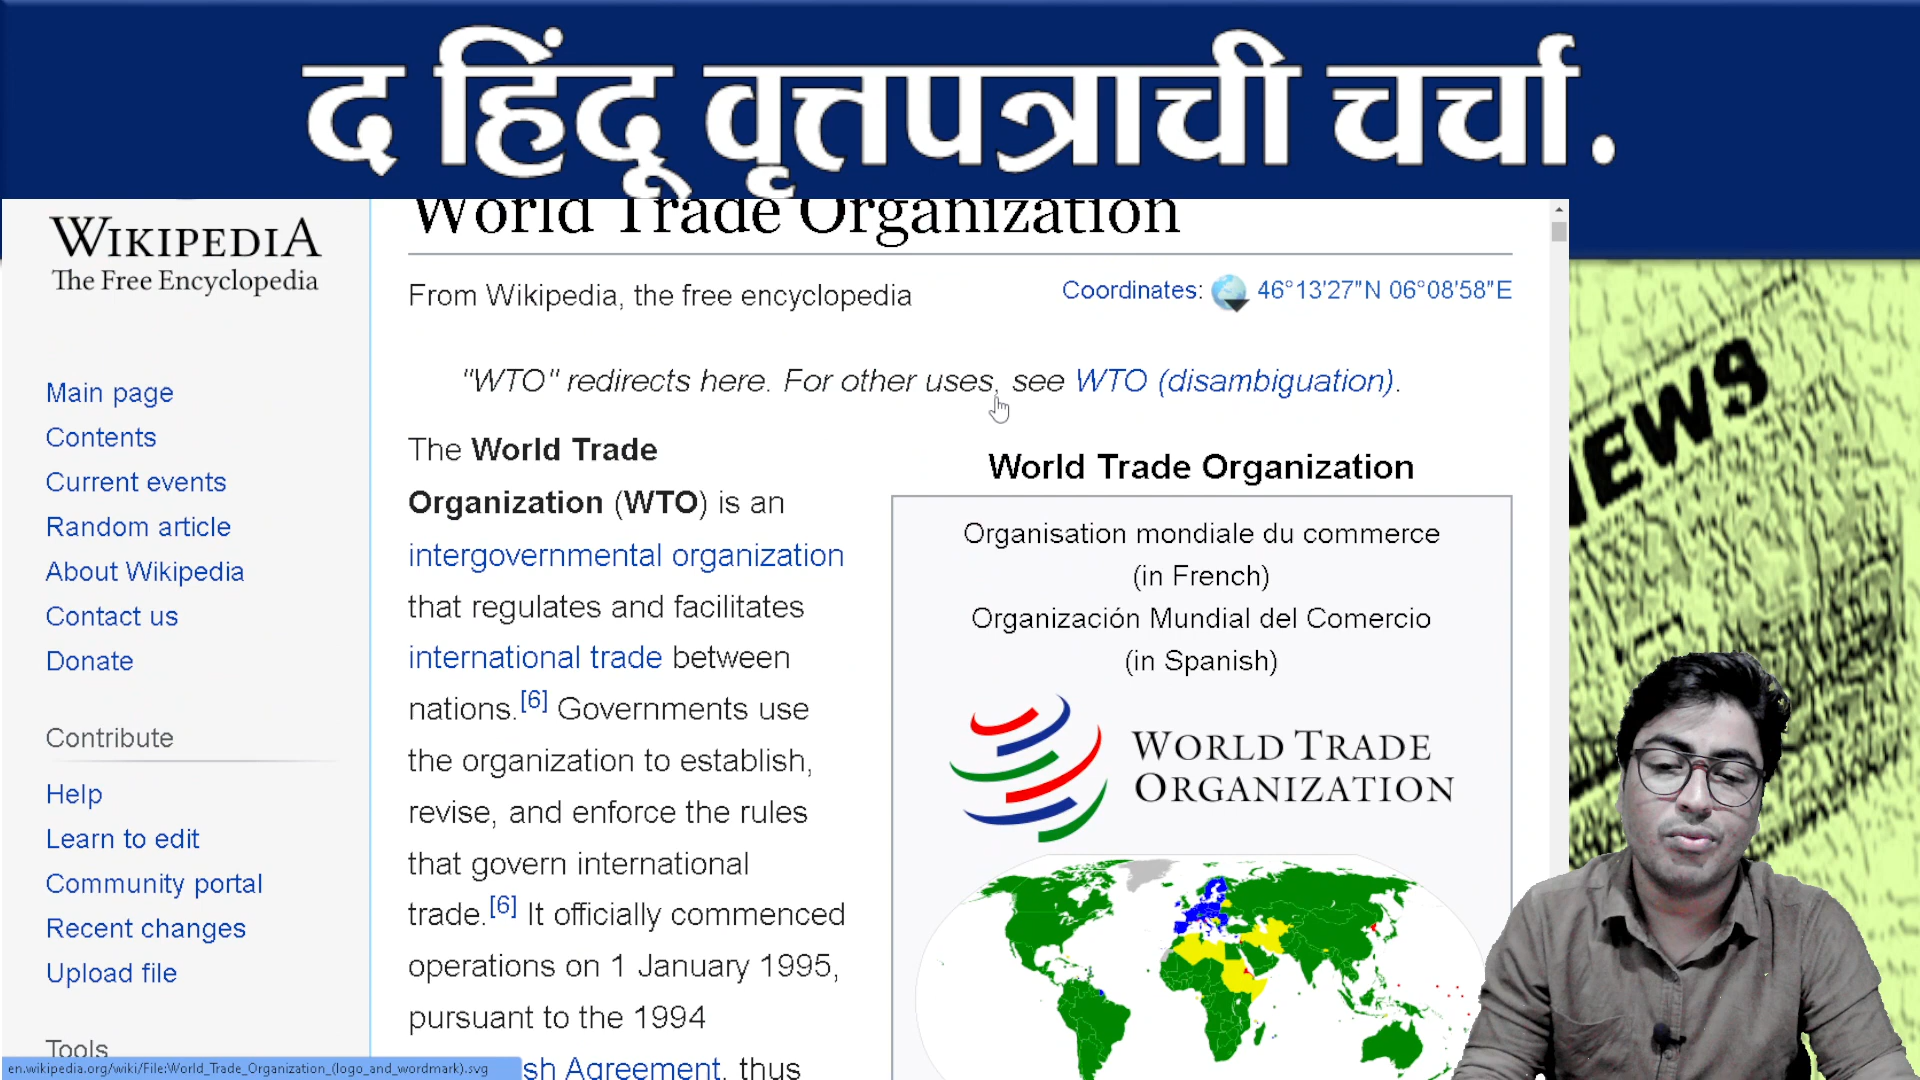 द हिंदू वृत्तपत्राची चर्चा.
World Trade Organization
WIKIPEDIA
The Free Encyclopedia
From Wikipedia, the free encyclopedia
Coordinates: 46°13′27″N 06°08′58″E
"WTO" redirects here. For other uses, see WTO (disambiguation).
Main page
Contents
Current events
Random article
About Wikipedia
Contact us
Donate
Contribute
Help
Learn to edit
Community portal
Recent changes
Upload file
Tools
The World Trade
Organization (WTO) is an
intergovernmental organization
that regulates and facilitates
international trade between
nations.[6] Governments use
the organization to establish,
revise, and enforce the rules
that govern international
trade.[6] It officially commenced
operations on 1 January 1995,
pursuant to the 1994
sh Agreement, thus
World Trade Organization
Organisation mondiale du commerce
(in French)
Organización Mundial del Comercio
(in Spanish)
WORLD TRADE
ORGANIZATION
NEWS
en.wikipedia.org/wiki/File:World_Trade_Organization_(logo_and_wordmark).svg